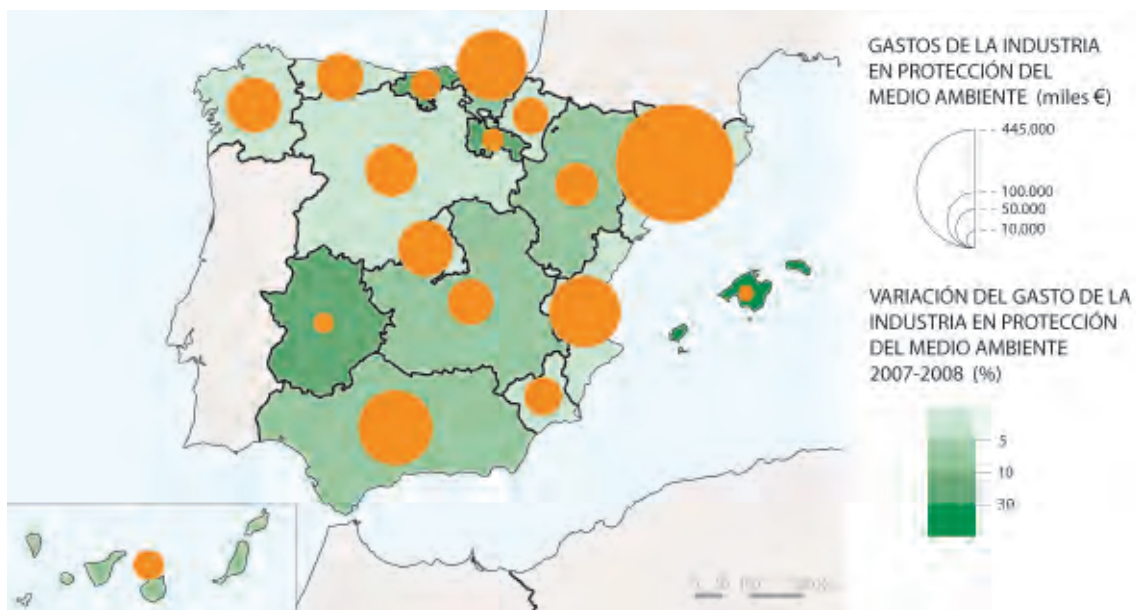 GASTOS DE LA INDUSTRIA
EN PROTECCIÓN DEL
MEDIO AMBIENTE (miles €)
445.000
100.000
50.000
10.000
VARIACIÓN DEL GASTO DE LA
INDUSTRIA EN PROTECCIÓN
DEL MEDIO AMBIENTE
2007-2008 (%)
5
10
30